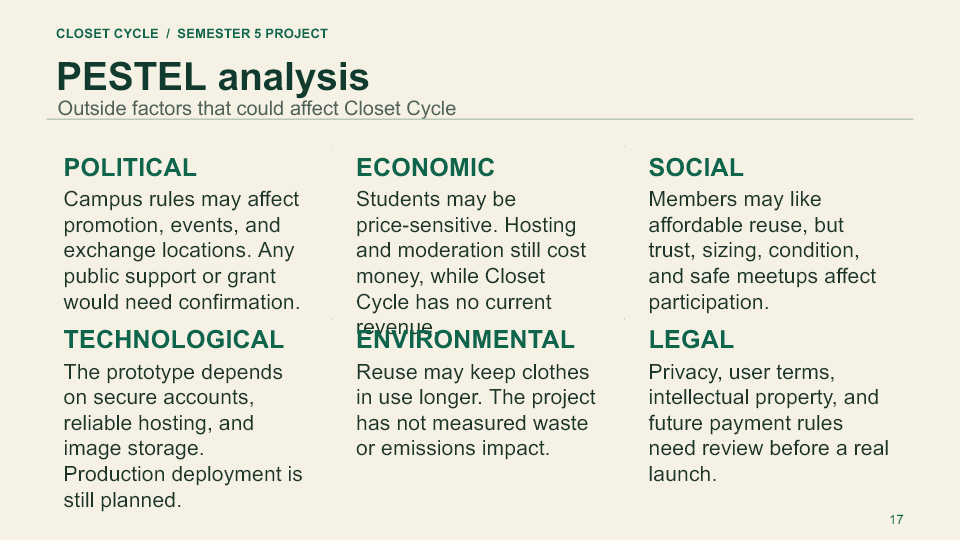 CLOSET CYCLE / SEMESTER 5 PROJECT
PESTEL analysis
Outside factors that could affect Closet Cycle
POLITICAL
Campus rules may affect
promotion, events, and
exchange locations. Any
public support or grant
would need confirmation.
ECONOMIC
Students may be
price-sensitive. Hosting
and moderation still cost
money, while Closet
Cycle has no current
revenue.
SOCIAL
Members may like
affordable reuse, but
trust, sizing, condition,
and safe meetups affect
participation.
TECHNOLOGICAL
The prototype depends
on secure accounts,
reliable hosting, and
image storage.
Production deployment is
still planned.
ENVIRONMENTAL
Reuse may keep clothes
in use longer. The project
has not measured waste
or emissions impact.
LEGAL
Privacy, user terms,
intellectual property, and
future payment rules
need review before a real
launch.
17